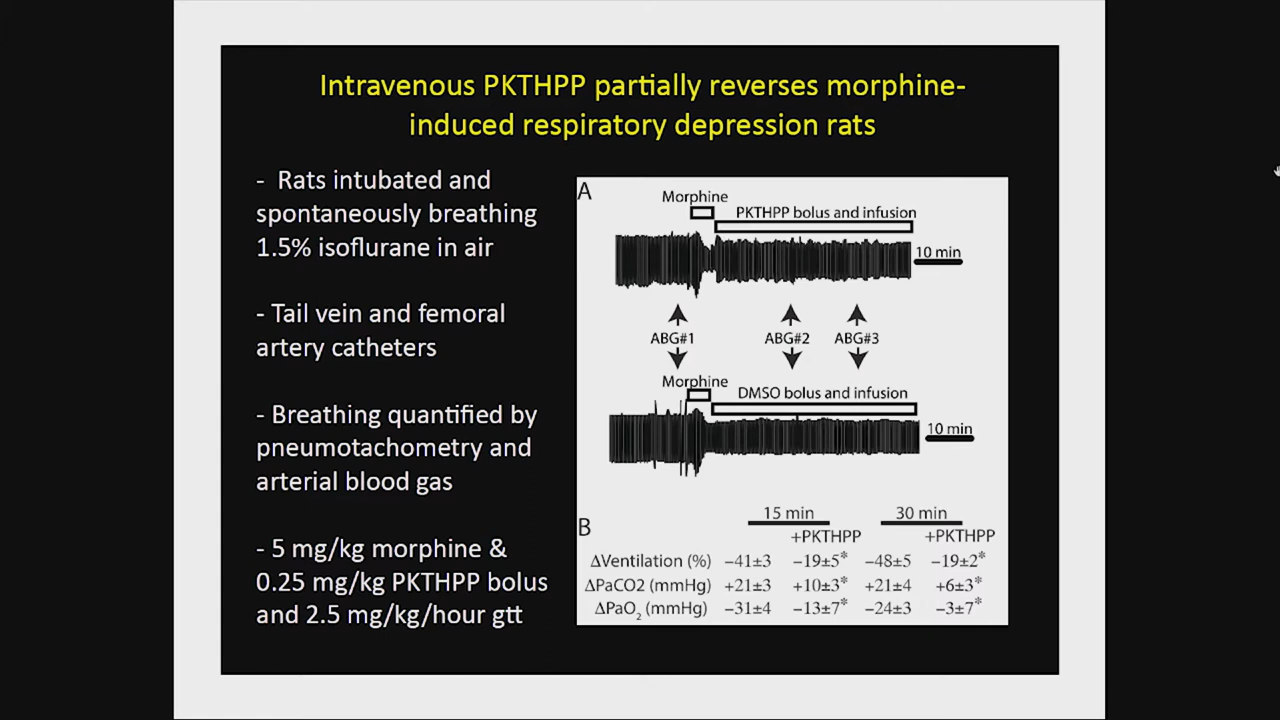 Intravenous PKTHPP partially reverses morphine-
induced respiratory depression rats
- Rats intubated and
spontaneously breathing
1.5% isoflurane in air
- Tail vein and femoral
artery catheters
- Breathing quantified by
pneumotachometry and
arterial blood gas
- 5 mg/kg morphine &
0.25 mg/kg PKTHPP bolus
and 2.5 mg/kg/hour gtt
A
Morphine
PKTHPP bolus and infusion
10 min
ABG#1 ABG#2 ABG#3
Morphine
DMSO bolus and infusion
10 min
B
15 min 30 min
+PKTHPP +PKTHPP
ΔVentilation (%) −41±3 −19±5* −48±5 −19±2*
ΔPaCO2 (mmHg) +21±3 +10±3* +21±4 +6±3*
ΔPaO₂ (mmHg) −31±4 −13±7* −24±3 −3±7*